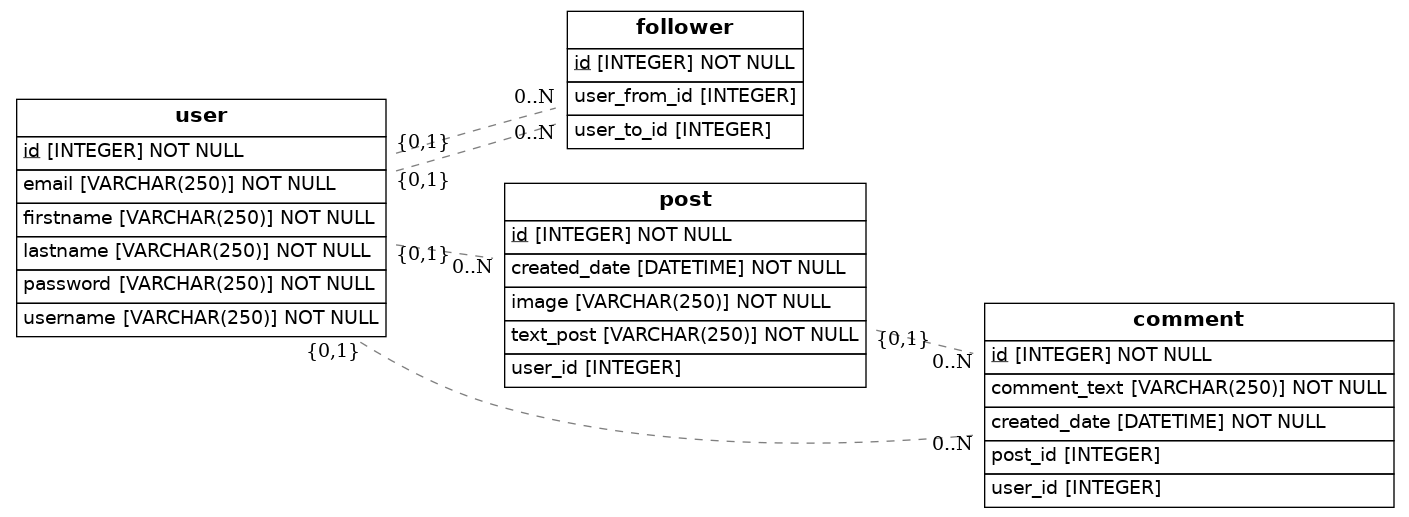 follower
id [INTEGER] NOT NULL
user_from_id [INTEGER]
user_to_id [INTEGER]
user
id [INTEGER] NOT NULL
email [VARCHAR(250)] NOT NULL
firstname [VARCHAR(250)] NOT NULL
lastname [VARCHAR(250)] NOT NULL
password [VARCHAR(250)] NOT NULL
username [VARCHAR(250)] NOT NULL
0..N
{0,1}
0..N
{0,1}
post
id [INTEGER] NOT NULL
created_date [DATETIME] NOT NULL
image [VARCHAR(250)] NOT NULL
text_post [VARCHAR(250)] NOT NULL
user_id [INTEGER]
{0,1}
0..N
comment
id [INTEGER] NOT NULL
comment_text [VARCHAR(250)] NOT NULL
created_date [DATETIME] NOT NULL
post_id [INTEGER]
user_id [INTEGER]
{0,1}
0..N
{0,1}
0..N